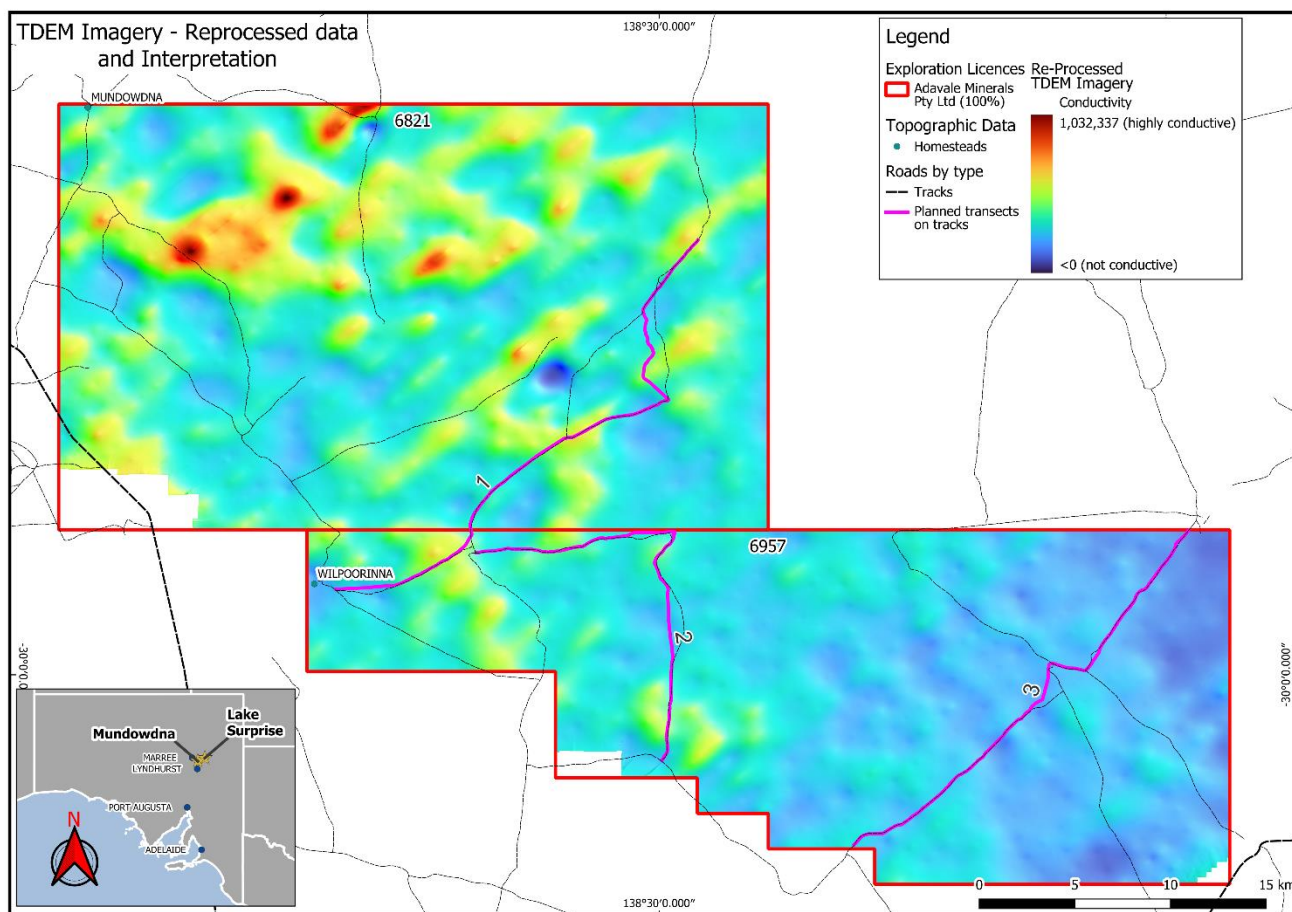 TDEM Imagery - Reprocessed data
and Interpretation
138°30'0.000"
Legend
Exploration Licences
Adavale Minerals
Pty Ltd (100%)
Topographic Data
Homesteads
Roads by type
Tracks
Planned transects
on tracks
Re-Processed
TDEM Imagery
Conductivity
1,032,337 (highly conductive)
<0 (not conductive)
MUNDOWDNA
6821
1
6957
WILPOORINNA
2
3
-30°0'0.0
-30°0'0.000"
Lake
Surprise
Mundowdna
MARREE
LYNDHURST
PORT AUGUSTA
ADELAIDE
N
0 5 10 15 km
138°30'0.000"